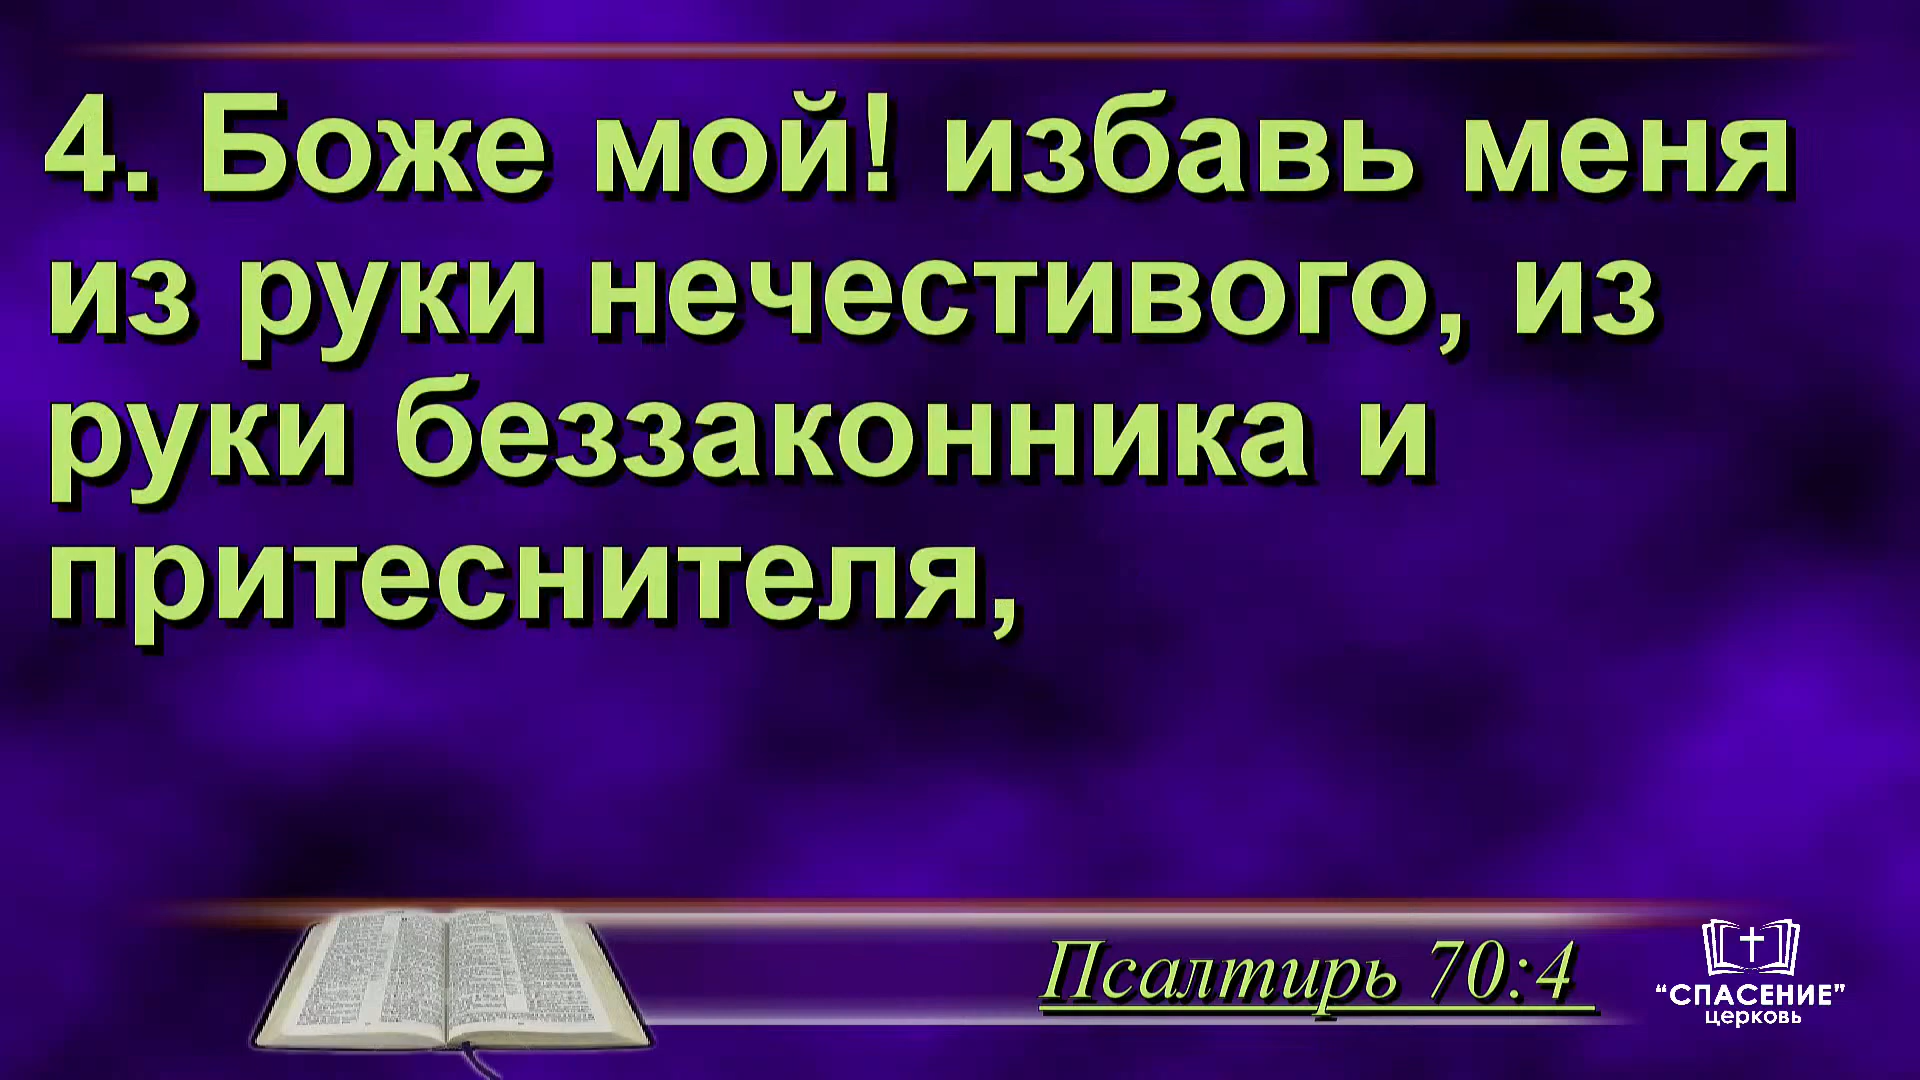 4. Боже мой! избавь меня
из руки нечестивого, из
руки беззаконника и
притеснителя,
Псалтирь 70:4
“СПАСЕНИЕ”
церковь